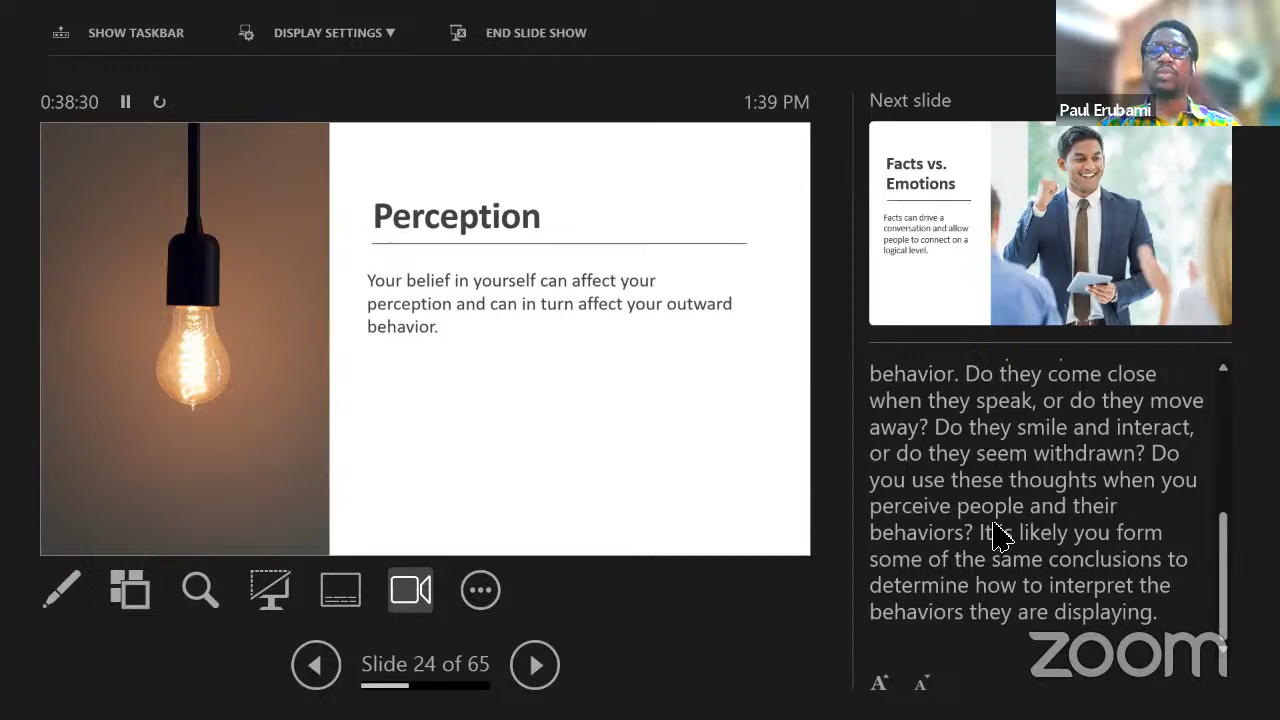 SHOW TASKBAR
DISPLAY SETTINGS ▼
END SLIDE SHOW
Paul Erubami
0:38:30
1:39 PM
Next slide
Perception
Your belief in yourself can affect your
perception and can in turn affect your outward
behavior.
Facts vs.
Emotions
Facts can drive a
conversation and allow
people to connect on a
logical level.
behavior. Do they come close
when they speak, or do they move
away? Do they smile and interact,
or do they seem withdrawn? Do
you use these thoughts when you
perceive people and their
behaviors? likely you form
some of the same conclusions to
determine how to interpret the
behaviors they are displaying.
Slide 24 of 65
A A
zoom